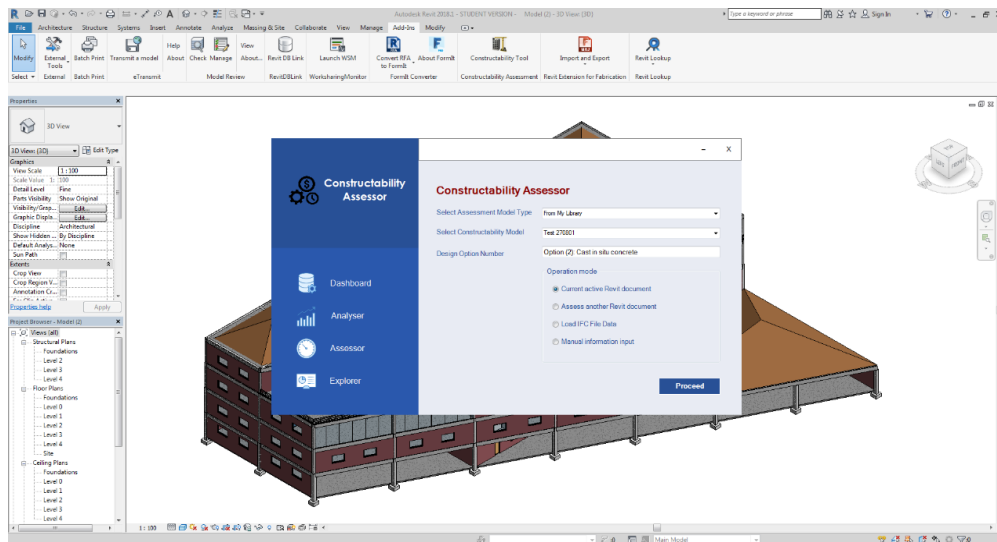 Autodesk Revit 2018.2 - STUDENT VERSION - Model (2) - 3D View: {3D}
Type a keyword or phrase
Sign In
File Architecture Structure Systems Insert Annotate Analyze Massing & Site Collaborate View Manage Add-Ins Modify
Modify External Tools Batch Print Transmit a model Help About Check Manage View About... Revit DB Link Launch WSM Convert RFA to FormIt About FormIt Constructability Tool Import and Export Revit Lookup
Select External Batch Print eTransmit Model Review RevitDBLink WorksharingMonitor FormIt Converter Constructability Assessment Revit Extension for Fabrication Revit Lookup
Properties
3D View
3D View: {3D} Edit Type
Graphics
View Scale 1 : 100
Scale Value 1: 100
Detail Level Fine
Parts Visibility Show Original
Visibility/Grap... Edit...
Graphic Displa... Edit...
Discipline Architectural
Show Hidden ... By Discipline
Default Analys... None
Sun Path
Extents
Crop View
Crop Region V...
Annotation Cr...
Properties help Apply
Project Browser - Model (2)
Views (all)
Structural Plans
Foundations
Level 2
Level 3
Level 4
Floor Plans
Foundations
Level 0
Level 1
Level 2
Level 3
Level 4
Site
Ceiling Plans
Foundations
Level 0
Level 1
Level 2
Level 3
Level 4
Constructability
Assessor
Dashboard
Analyser
Assessor
Explorer
X
Constructability Assessor
Select Assessment Model Type From My Library
Select Constructability Model Test 270801
Design Option Number Option (2). Cast in situ concrete
Operation mode
Current active Revit document
Assess another Revit document
Load IFC File Data
Manual information input
Proceed
1 : 100
:0 Main Model
:0